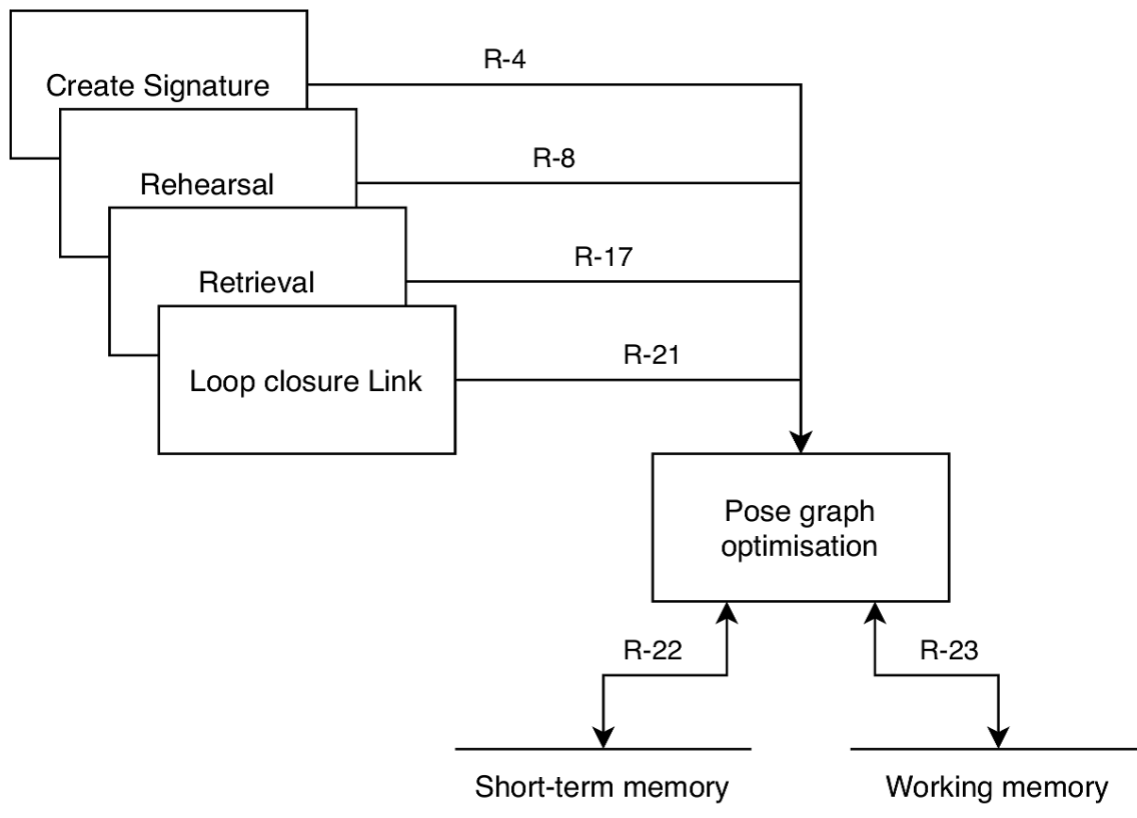 R-4
Create Signature
R-8
Rehearsal
R-17
Retrieval
R-21
Loop closure Link
Pose graph
optimisation
R-22
R-23
Short-term memory
Working memory